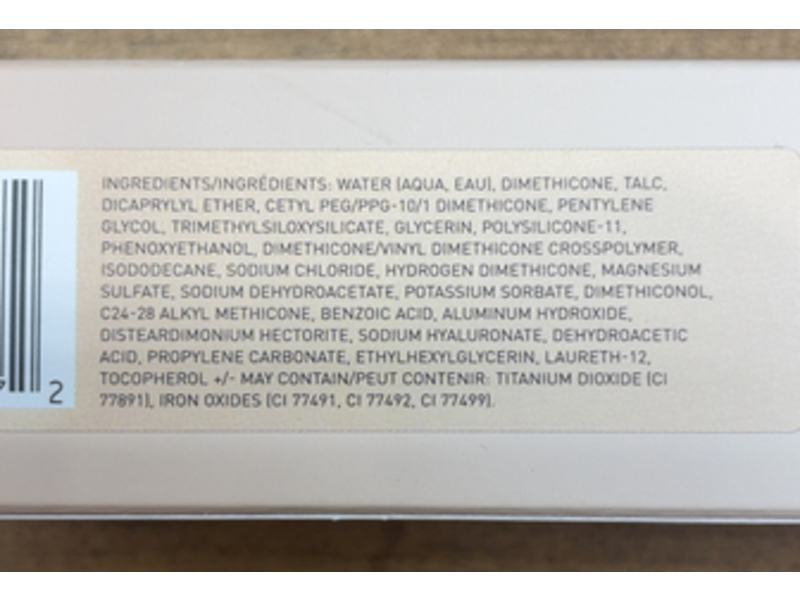 INGREDIENTS/INGRÉDIENTS: WATER (AQUA, EAU), DIMETHICONE, TALC,
DICAPRYLYL ETHER, CETYL PEG/PPG-10/1 DIMETHICONE, PENTYLENE
GLYCOL, TRIMETHYLSILOXYSILICATE, GLYCERIN, POLYSILICONE-11,
PHENOXYETHANOL, DIMETHICONE/VINYL DIMETHICONE CROSSPOLYMER,
ISODODECANE, SODIUM CHLORIDE, HYDROGEN DIMETHICONE, MAGNESIUM
SULFATE, SODIUM DEHYDROACETATE, POTASSIUM SORBATE, DIMETHICONOL,
C24-28 ALKYL METHICONE, BENZOIC ACID, ALUMINUM HYDROXIDE,
DISTEARDIMONIUM HECTORITE, SODIUM HYALURONATE, DEHYDROACETIC
ACID, PROPYLENE CARBONATE, ETHYLHEXYLGLYCERIN, LAURETH-12,
TOCOPHEROL +/- MAY CONTAIN/PEUT CONTENIR: TITANIUM DIOXIDE (CI
77891), IRON OXIDES (CI 77491, CI 77492, CI 77499).
2